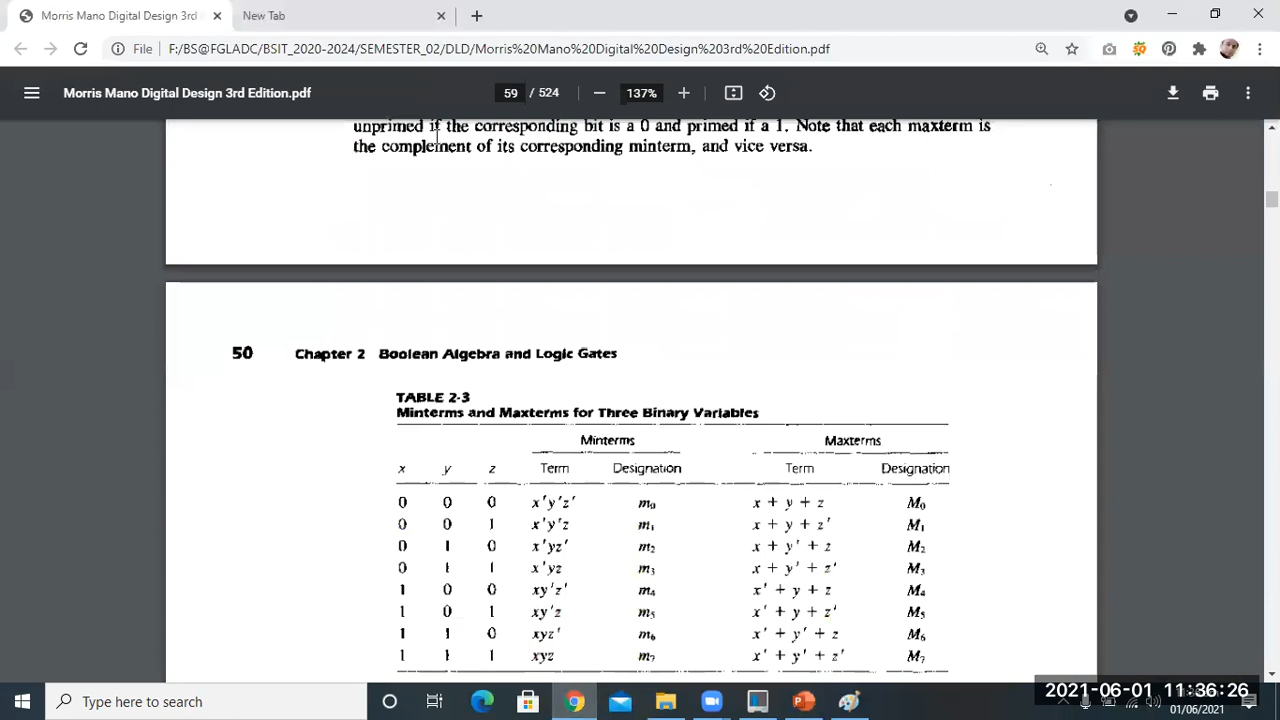 Morris Mano Digital Design 3rd
New Tab
File
F:/BS@FGLADC/BSIT_2020-2024/SEMESTER_02/DLD/Morris%20Mano%20Digital%20Design%203rd%20Edition.pdf
Morris Mano Digital Design 3rd Edition.pdf
59 / 524
137%
unprimed if the corresponding bit is a 0 and primed if a 1. Note that each maxterm is
the complement of its corresponding minterm, and vice versa.
50 Chapter 2 Boolean Algebra and Logic Gates
TABLE 2-3
Minterms and Maxterms for Three Binary Variables
Minterms Maxterms
x y z Term Designation Term Designation
0 0 0 x'y'z' m₀ x + y + z M₀
0 0 1 x'y'z m₁ x + y + z' M₁
0 1 0 x'yz' m₂ x + y' + z M₂
0 1 1 x'yz m₃ x + y' + z' M₃
1 0 0 xy'z' m₄ x' + y + z M₄
1 0 1 xy'z m₅ x' + y + z' M₅
1 1 0 xyz' m₆ x' + y' + z M₆
1 1 1 xyz m₇ x' + y' + z' M₇
Type here to search
2021-06-01 11:36:26
01/06/2021